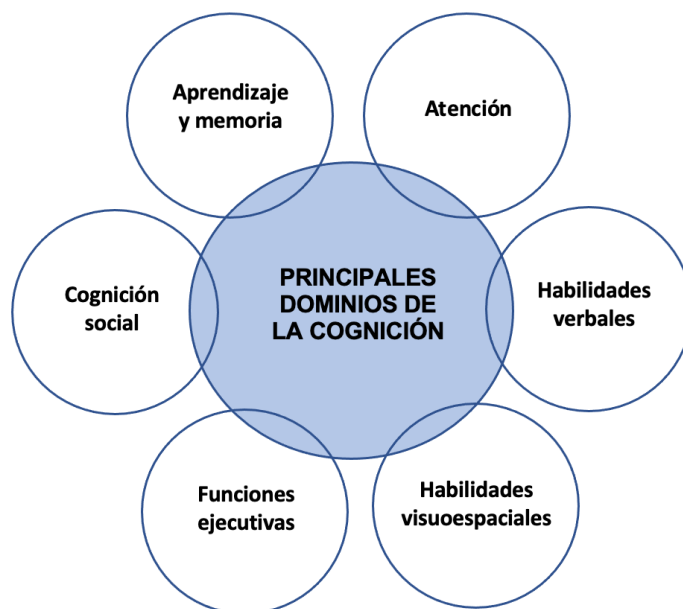 Aprendizaje
y memoria
Atención
Cognición
social
PRINCIPALES
DOMINIOS DE
LA COGNICIÓN
Habilidades
verbales
Funciones
ejecutivas
Habilidades
visuoespaciales